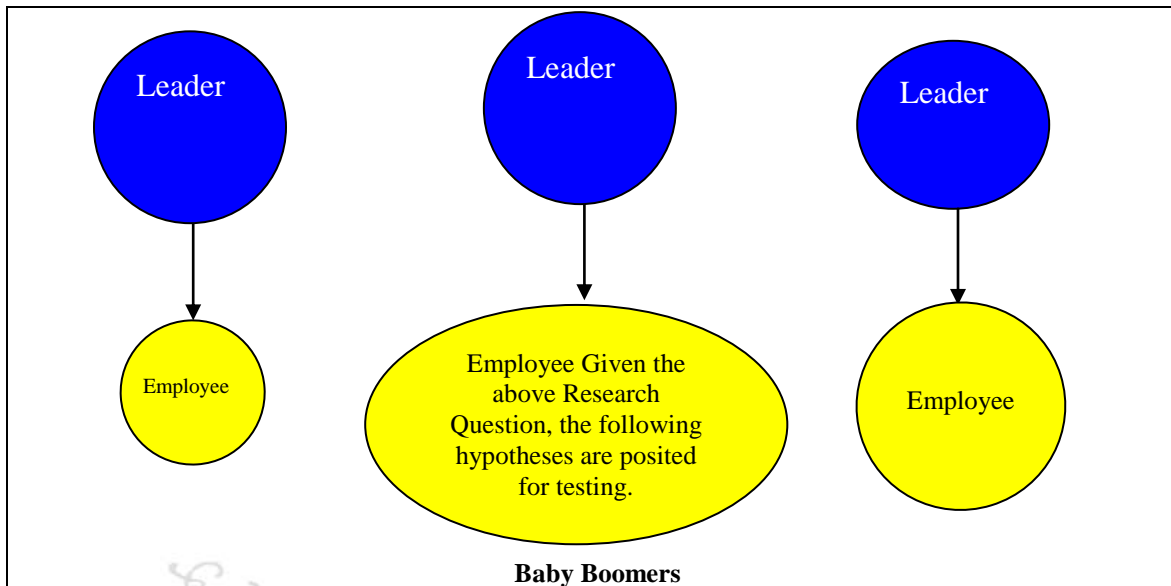 Leader
Leader
Leader
Employee
Employee Given the
above Research
Question, the following
hypotheses are posited
for testing.
Employee
Baby Boomers